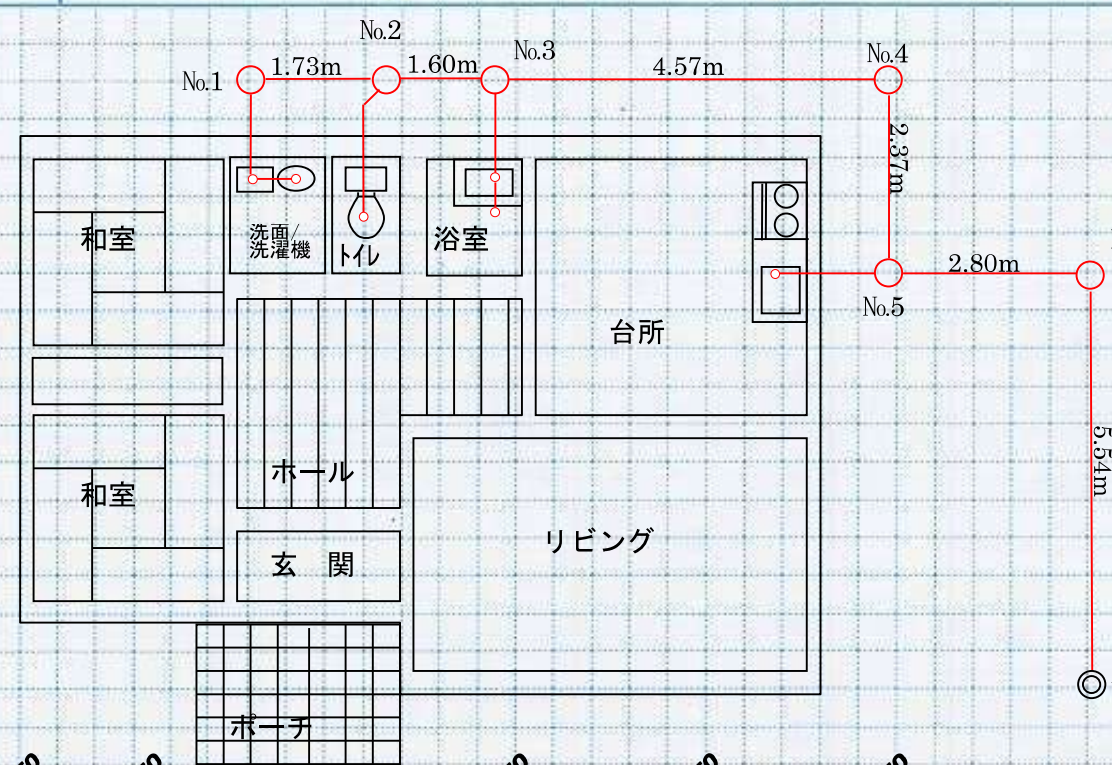 No.2
No.3
No.4
No.1
1.73m
1.60m
4.57m
2.37m
和室
洗面/
洗濯機
トイレ
浴室
2.80m
No.5
台所
5.54m
ホール
和室
リビング
玄 関
ポーチ